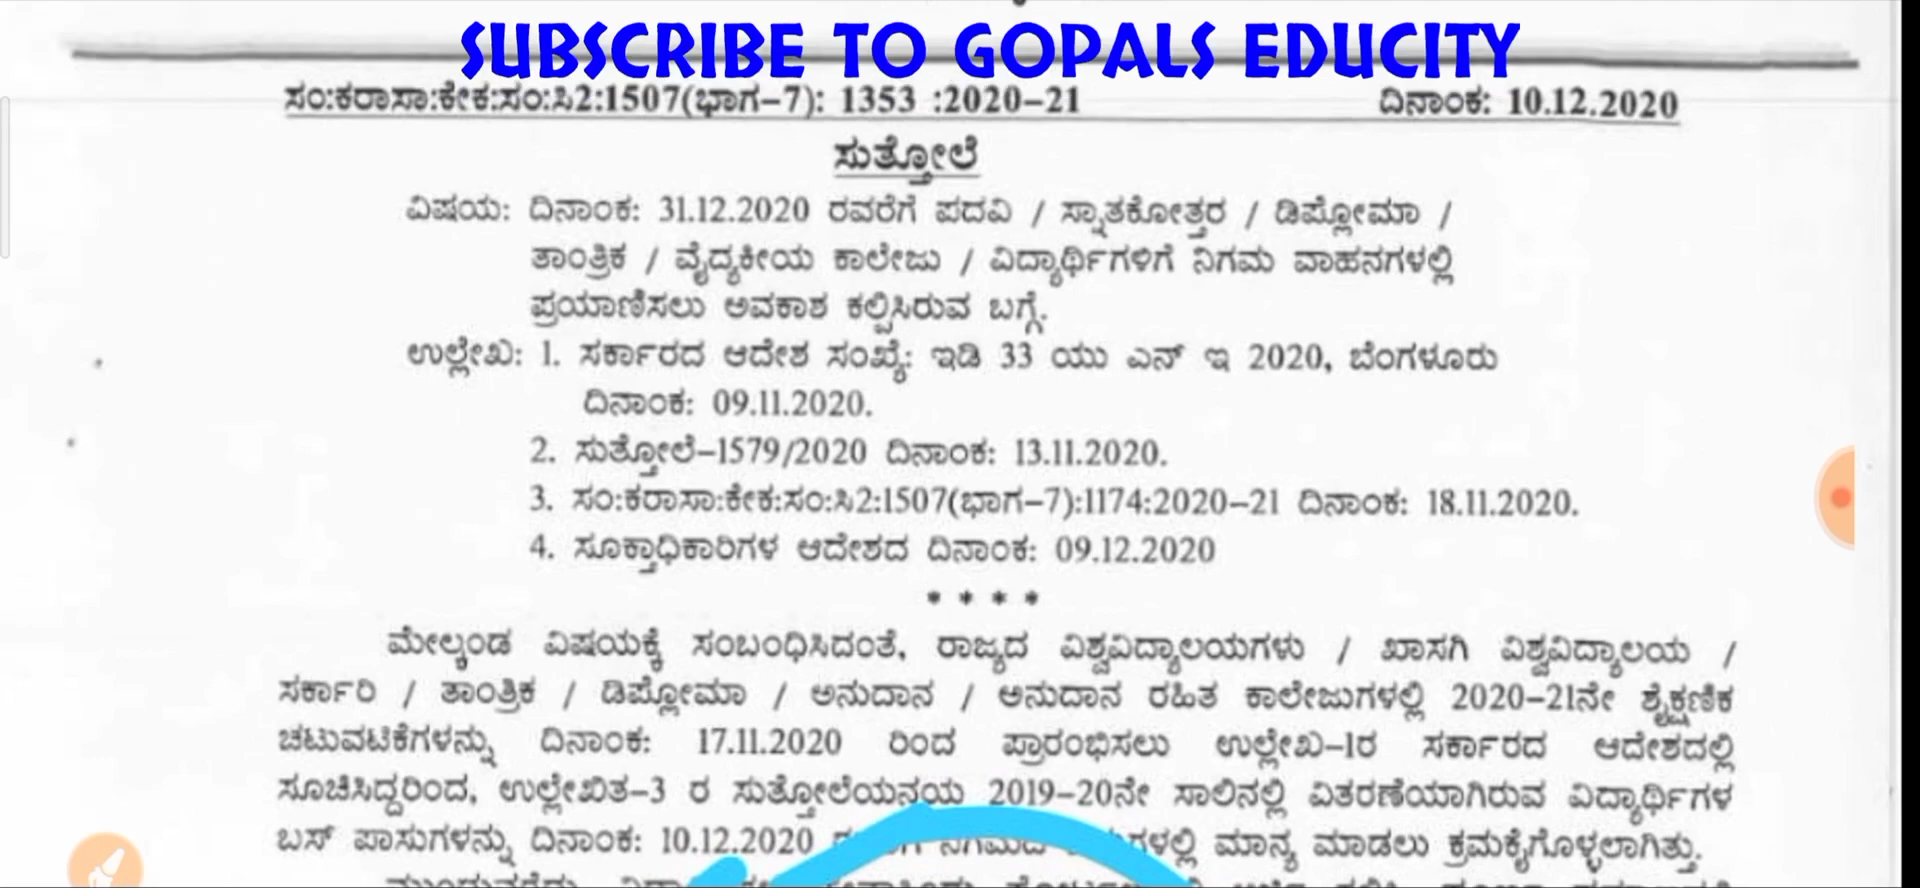 SUBSCRIBE TO GOPALS EDUCITY
ಸಂ:ಕರಾಸಾ:ಕೇಕ:ಸಂ:ಸಿ2:1507(ಭಾಗ-7): 1353 :2020-21 ದಿನಾಂಕ: 10.12.2020
ಸುತ್ತೋಲೆ
ವಿಷಯ: ದಿನಾಂಕ: 31.12.2020 ರವರೆಗೆ ಪದವಿ / ಸ್ನಾತಕೋತ್ತರ / ಡಿಪ್ಲೋಮಾ /
ತಾಂತ್ರಿಕ / ವೈದ್ಯಕೀಯ ಕಾಲೇಜು / ವಿದ್ಯಾರ್ಥಿಗಳಿಗೆ ನಿಗಮ ವಾಹನಗಳಲ್ಲಿ
ಪ್ರಯಾಣಿಸಲು ಅವಕಾಶ ಕಲ್ಪಿಸಿರುವ ಬಗ್ಗೆ.
ಉಲ್ಲೇಖ: 1. ಸರ್ಕಾರದ ಆದೇಶ ಸಂಖ್ಯೆ: ಇಡಿ 33 ಯು ಎನ್ ಇ 2020, ಬೆಂಗಳೂರು
ದಿನಾಂಕ: 09.11.2020.
2. ಸುತ್ತೋಲೆ-1579/2020 ದಿನಾಂಕ: 13.11.2020.
3. ಸಂ:ಕರಾಸಾ:ಕೇಕ:ಸಂ:ಸಿ2:1507(ಭಾಗ-7):1174:2020-21 ದಿನಾಂಕ: 18.11.2020.
4. ಸೂಕ್ತಾಧಿಕಾರಿಗಳ ಆದೇಶದ ದಿನಾಂಕ: 09.12.2020
* * * *
ಮೇಲ್ಕಂಡ ವಿಷಯಕ್ಕೆ ಸಂಬಂಧಿಸಿದಂತೆ, ರಾಜ್ಯದ ವಿಶ್ವವಿದ್ಯಾಲಯಗಳು / ಖಾಸಗಿ ವಿಶ್ವವಿದ್ಯಾಲಯ /
ಸರ್ಕಾರಿ / ತಾಂತ್ರಿಕ / ಡಿಪ್ಲೋಮಾ / ಅನುದಾನ / ಅನುದಾನ ರಹಿತ ಕಾಲೇಜುಗಳಲ್ಲಿ 2020-21ನೇ ಶೈಕ್ಷಣಿಕ
ಚಟುವಟಿಕೆಗಳನ್ನು ದಿನಾಂಕ: 17.11.2020 ರಿಂದ ಪ್ರಾರಂಭಿಸಲು ಉಲ್ಲೇಖ-1ರ ಸರ್ಕಾರದ ಆದೇಶದಲ್ಲಿ
ಸೂಚಿಸಿದ್ದರಿಂದ, ಉಲ್ಲೇಖಿತ-3 ರ ಸುತ್ತೋಲೆಯನ್ವಯ 2019-20ನೇ ಸಾಲಿನಲ್ಲಿ ವಿತರಣೆಯಾಗಿರುವ ವಿದ್ಯಾರ್ಥಿಗಳ
ಬಸ್ ಪಾಸುಗಳನ್ನು ದಿನಾಂಕ: 10.12.2020 ಮಾನ್ಯ ಮಾಡಲು ಕ್ರಮಕೈಗೊಳ್ಳಲಾಗಿತ್ತು.